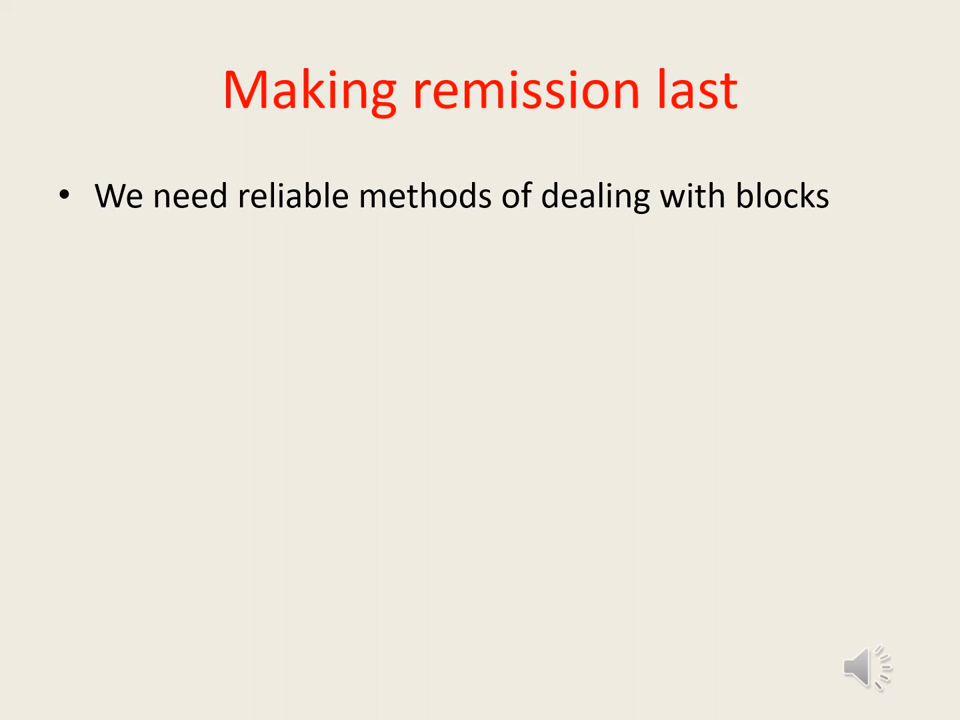 Making remission last
• We need reliable methods of dealing with blocks